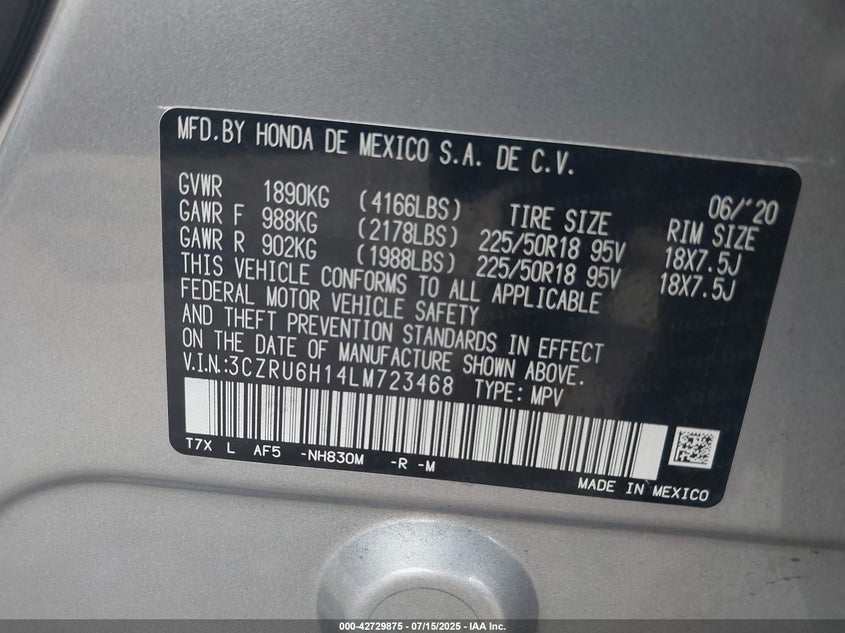 MFD. BY HONDA DE MEXICO S.A. DE C.V.
06/'20
GVWR 1890KG (4166LBS) TIRE SIZE RIM SIZE
GAWR F 988KG (2178LBS) 225/50R18 95V 18X7.5J
GAWR R 902KG (1988LBS) 225/50R18 95V 18X7.5J
THIS VEHICLE CONFORMS TO ALL APPLICABLE
FEDERAL MOTOR VEHICLE SAFETY
AND THEFT PREVENTION STANDARDS IN EFFECT
ON THE DATE OF MANUFACTURE SHOWN ABOVE.
V.I.N.:3CZRU6H14LM723468 TYPE: MPV
T7X L AF5 -NH830M -R -M
MADE IN MEXICO
000-42729875 - 07/15/2025 - IAA Inc.